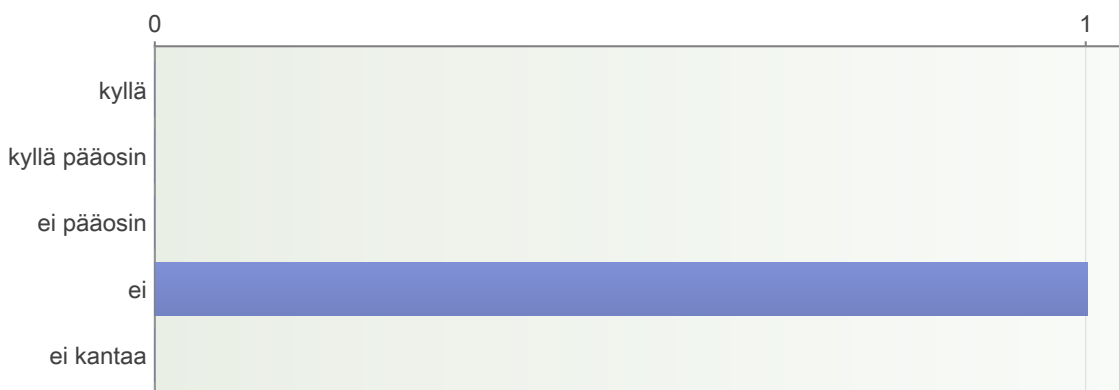 0 1
kyllä
kyllä pääosin
ei pääosin
ei
ei kantaa